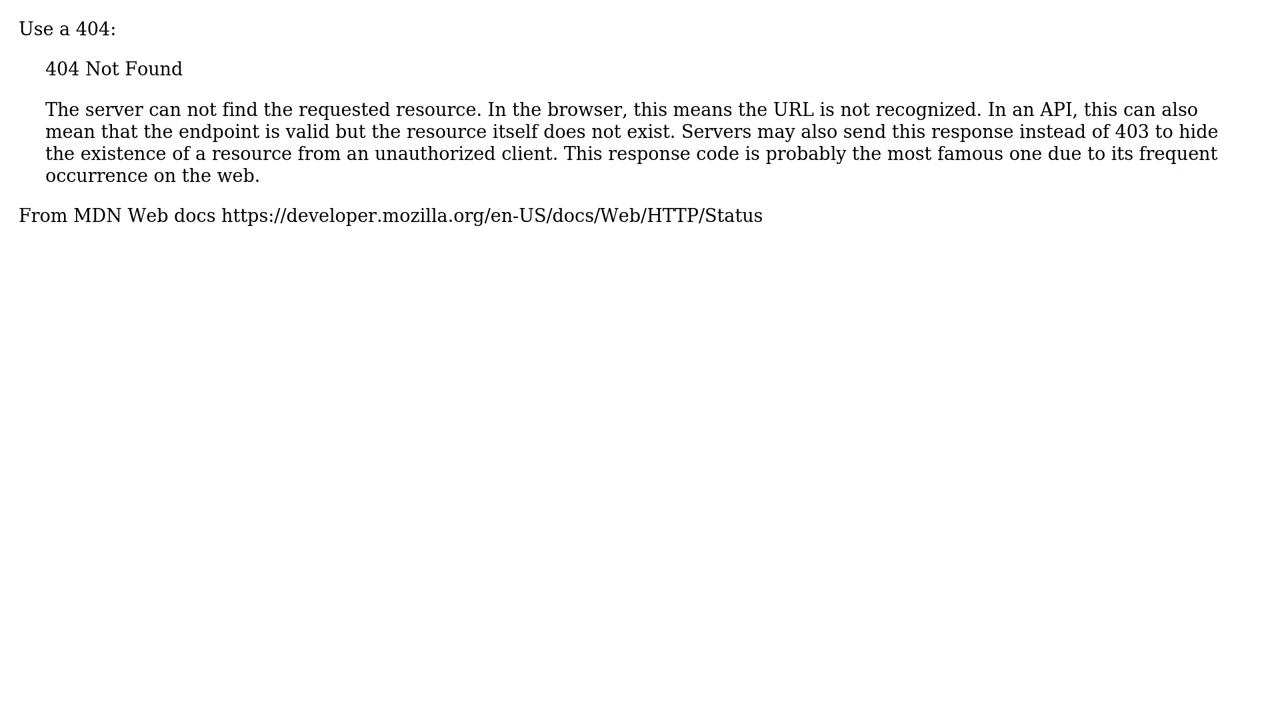 Use a 404:
404 Not Found
The server can not find the requested resource. In the browser, this means the URL is not recognized. In an API, this can also
mean that the endpoint is valid but the resource itself does not exist. Servers may also send this response instead of 403 to hide
the existence of a resource from an unauthorized client. This response code is probably the most famous one due to its frequent
occurrence on the web.
From MDN Web docs https://developer.mozilla.org/en-US/docs/Web/HTTP/Status